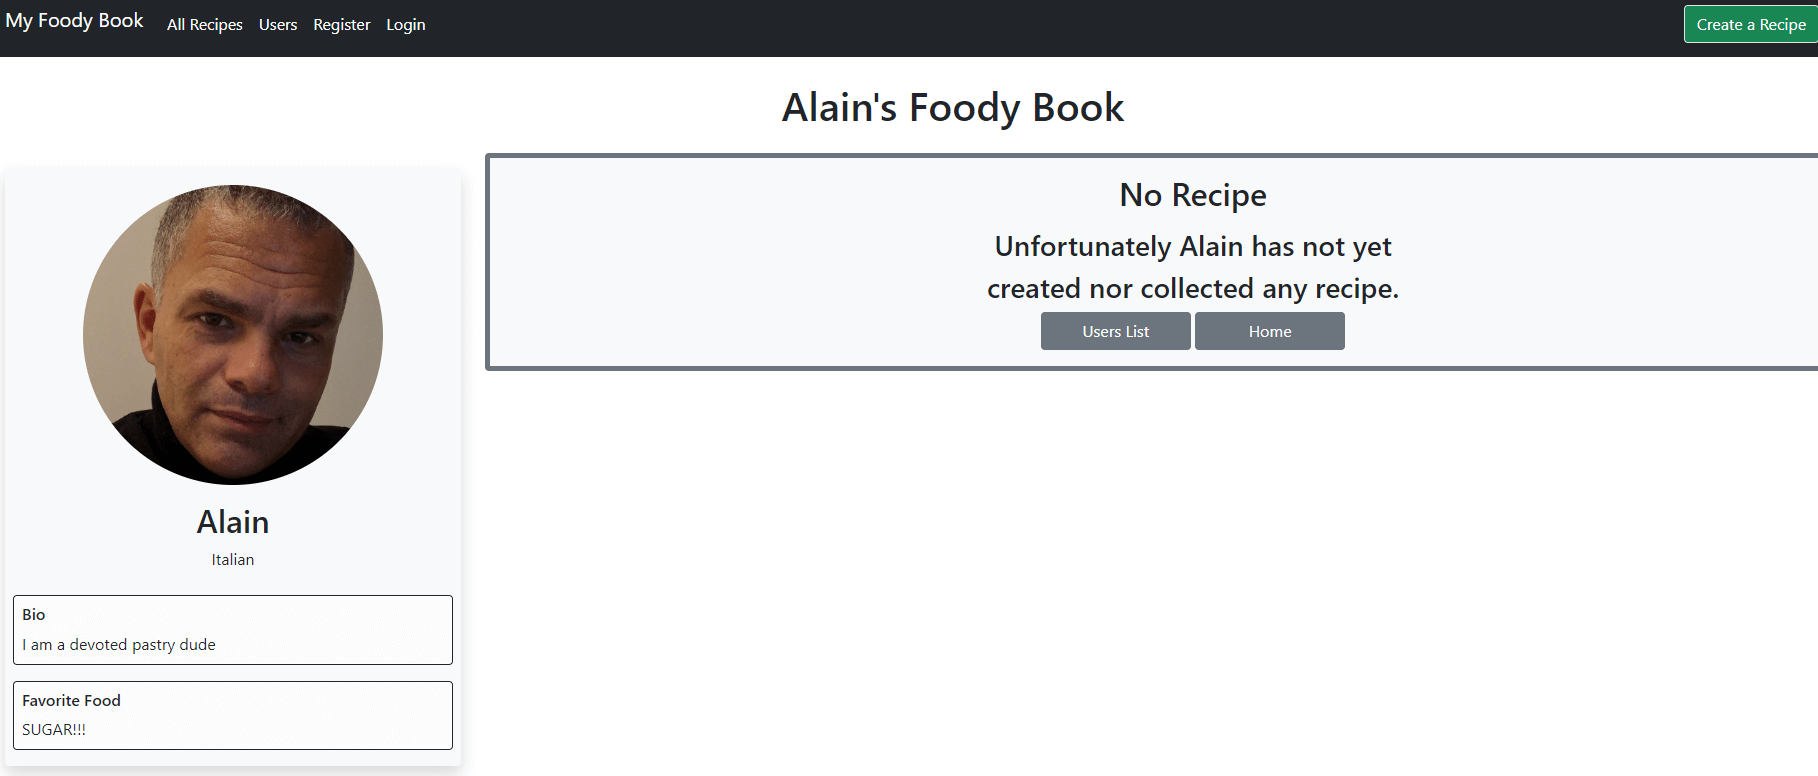 My Foody Book
All Recipes
Users
Register
Login
Create a Recipe
Alain's Foody Book
No Recipe
Unfortunately Alain has not yet
created nor collected any recipe.
Users List
Home
Alain
Italian
Bio
I am a devoted pastry dude
Favorite Food
SUGAR!!!